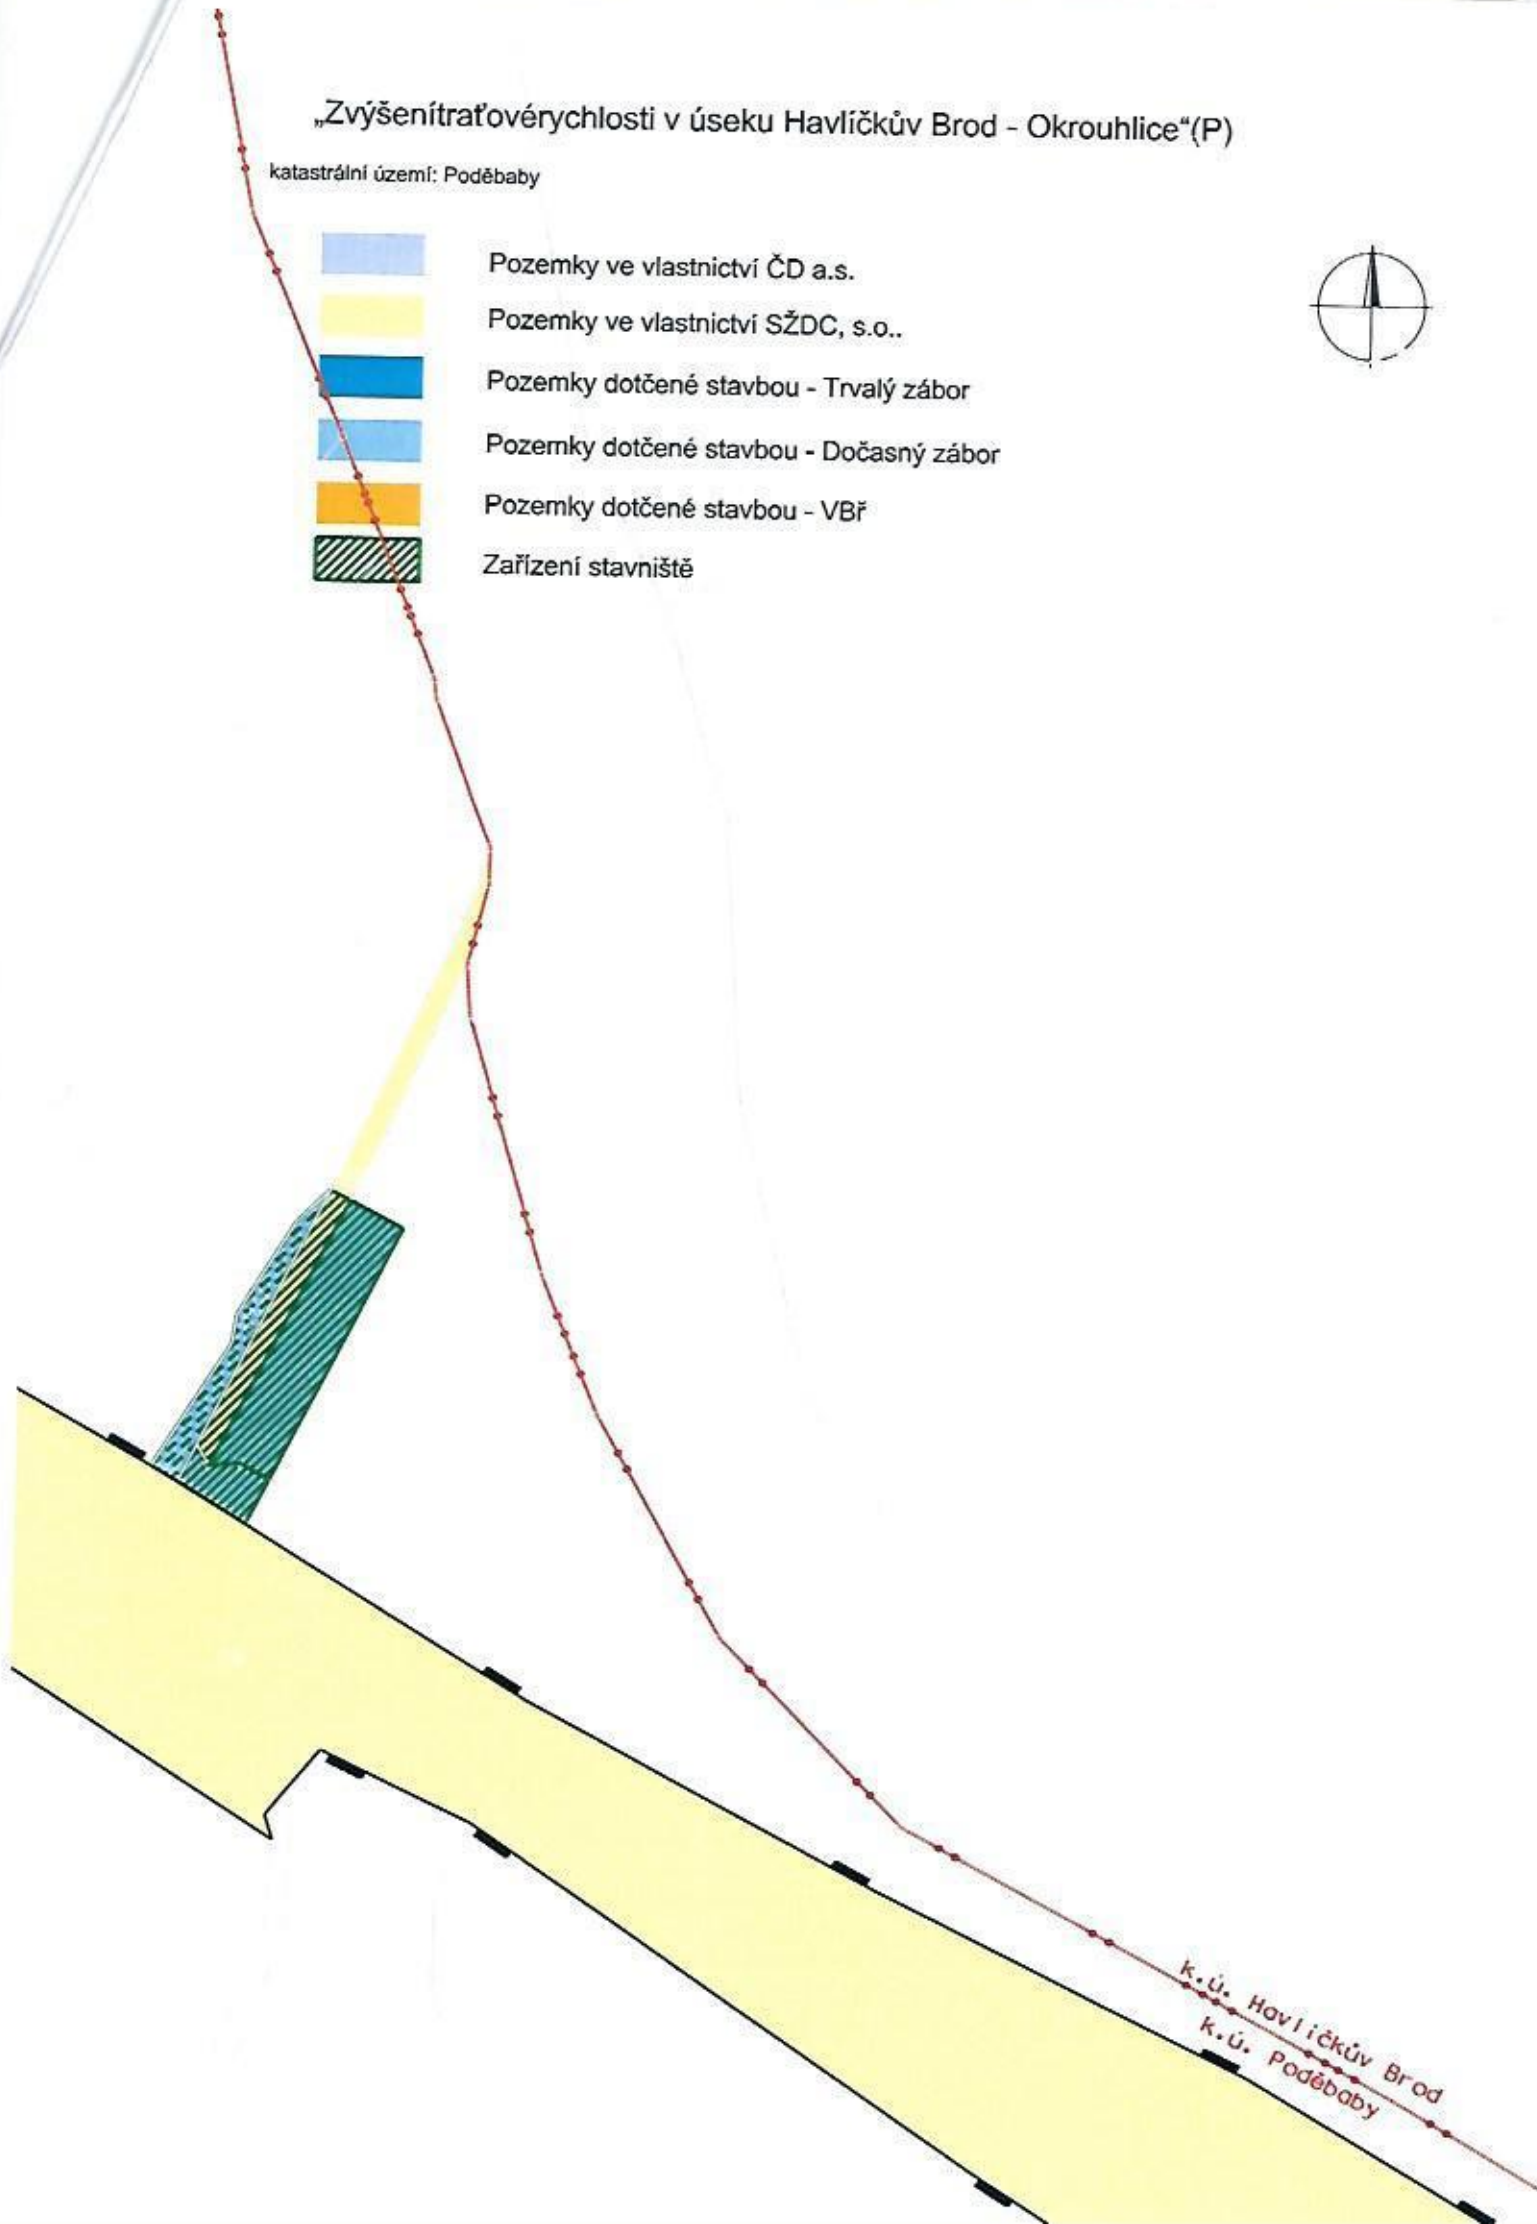 „Zvýšenítraťovérychlosti v úseku Havlíčkův Brod - Okrouhlice“(P)
katastrální území: Poděbaby
Pozemky ve vlastnictví ČD a.s.
Pozemky ve vlastnictví SŽDC, s.o..
Pozemky dotčené stavbou - Trvalý zábor
Pozemky dotčené stavbou - Dočasný zábor
Pozemky dotčené stavbou - VBř
Zařízení stavniště
k.ú. Havlíčkův Brod
k.ú. Poděbaby